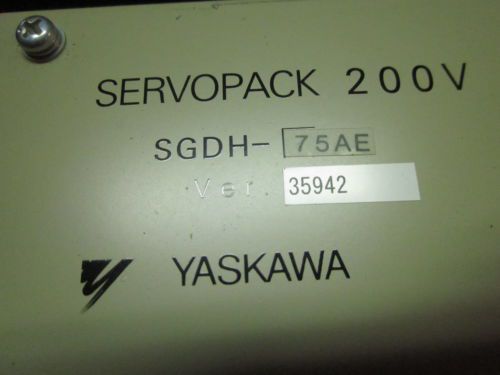 SERVOPACK 200V
SGDH-75AE
Ver. 35942
YASKAWA